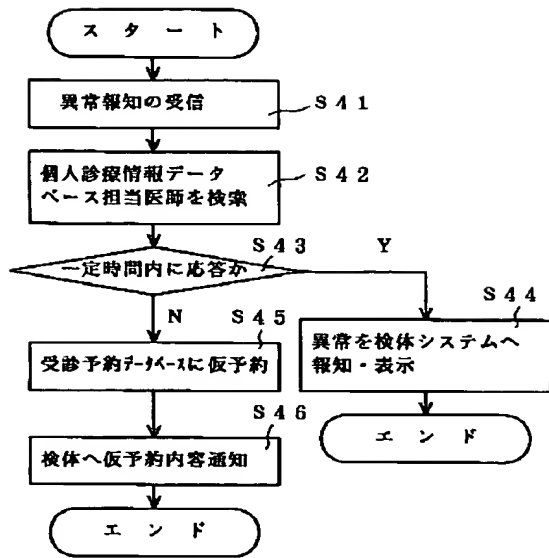 スタート
異常報知の受信
S41
個人診療情報データ
ベース担当医師を検索
S42
一定時間内に応答か
S43
Y
N
S44
異常を検体システムへ
報知・表示
エンド
S45
受診予約データベースに仮予約
S46
検体へ仮予約内容通知
エンド